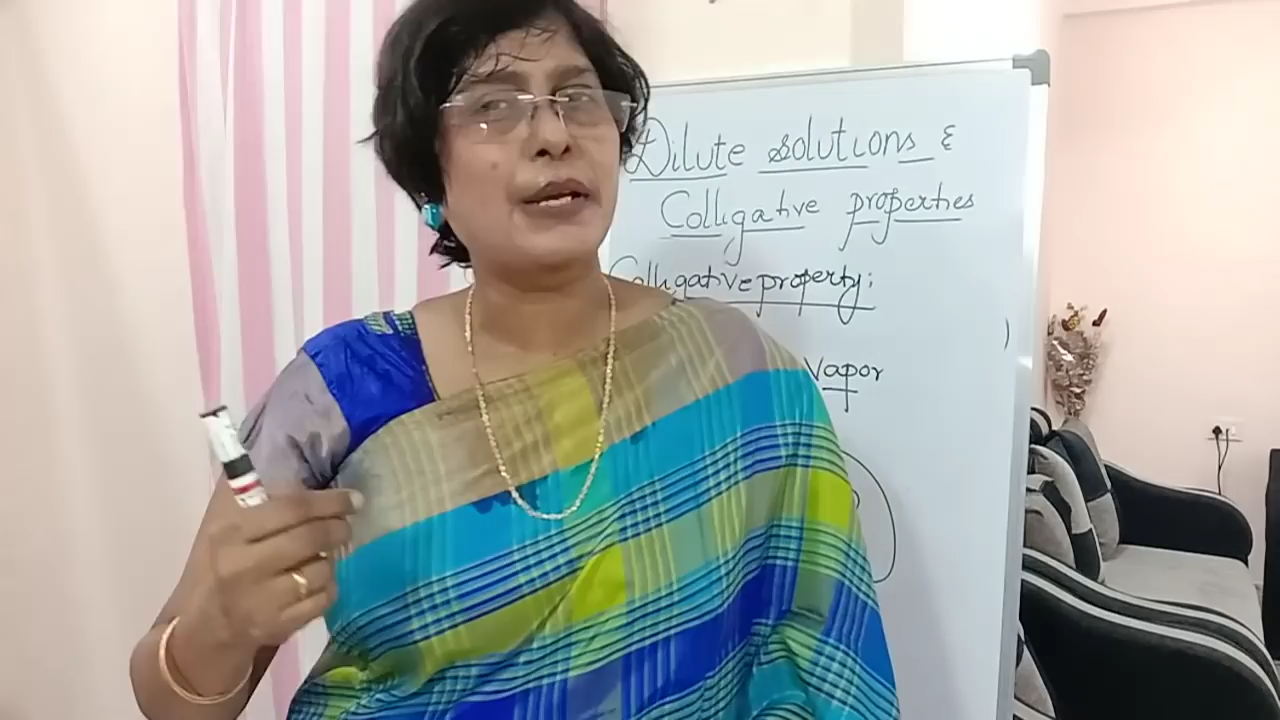 Dilute solutions &
Colligative properties
Colligative property:
Vapor
)